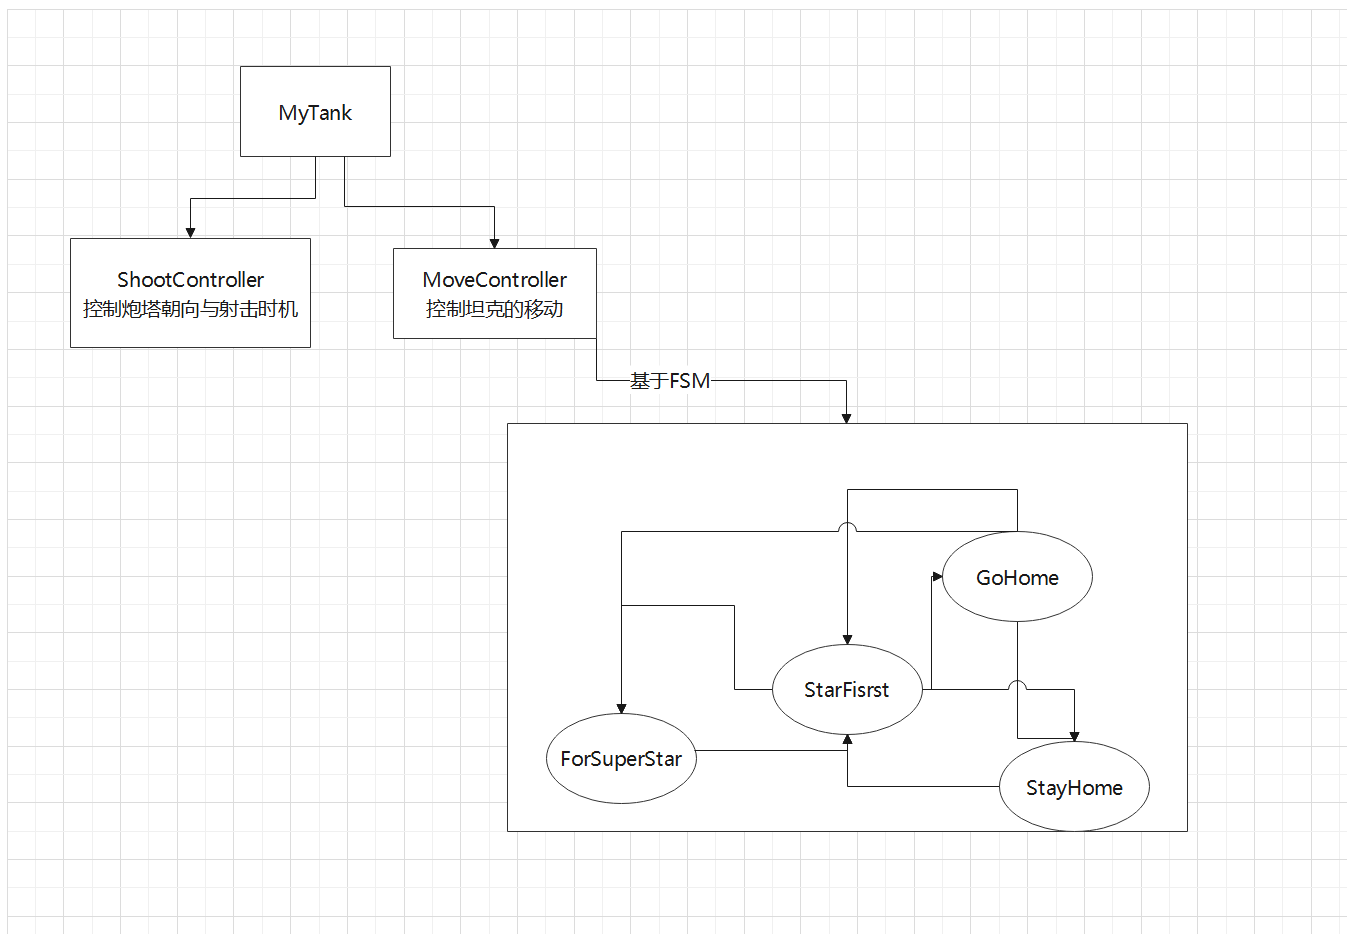 MyTank
ShootController
控制炮塔朝向与射击时机
MoveController
控制坦克的移动
基于FSM
GoHome
StarFisrst
ForSuperStar
StayHome